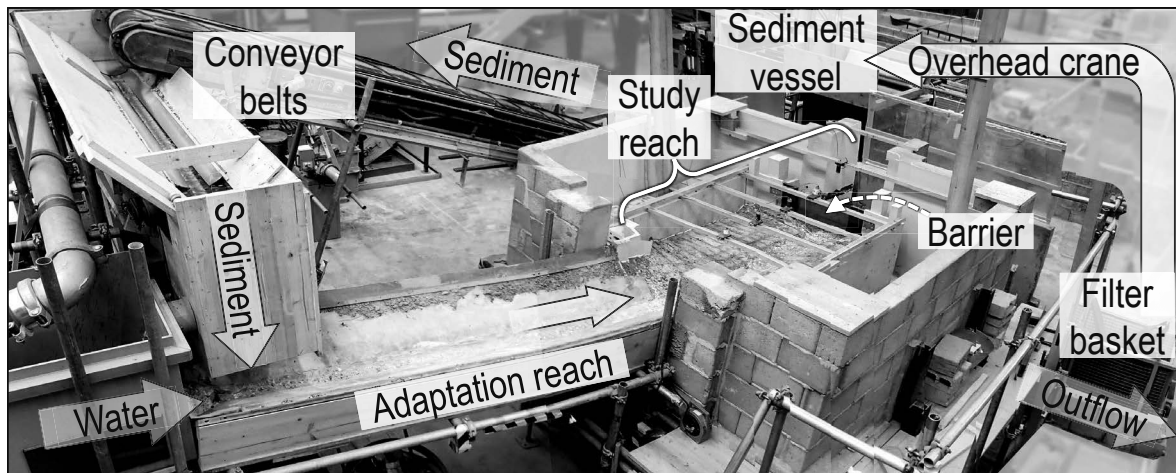 Conveyor
belts
Sediment
Sediment
vessel
Overhead crane
Study
reach
Sediment
Barrier
Filter
basket
Adaptation reach
Water
Outflow